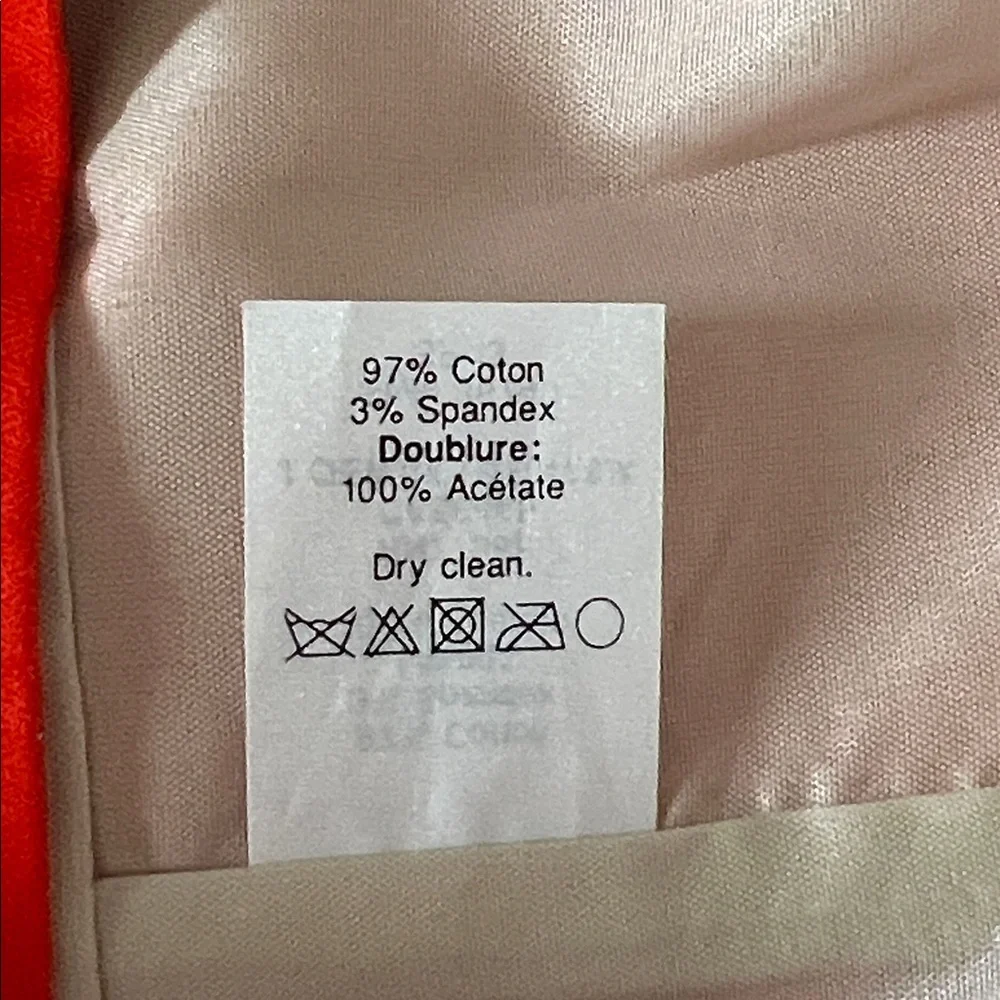 97% Coton
3% Spandex
Doublure:
100% Acétate
Dry clean.